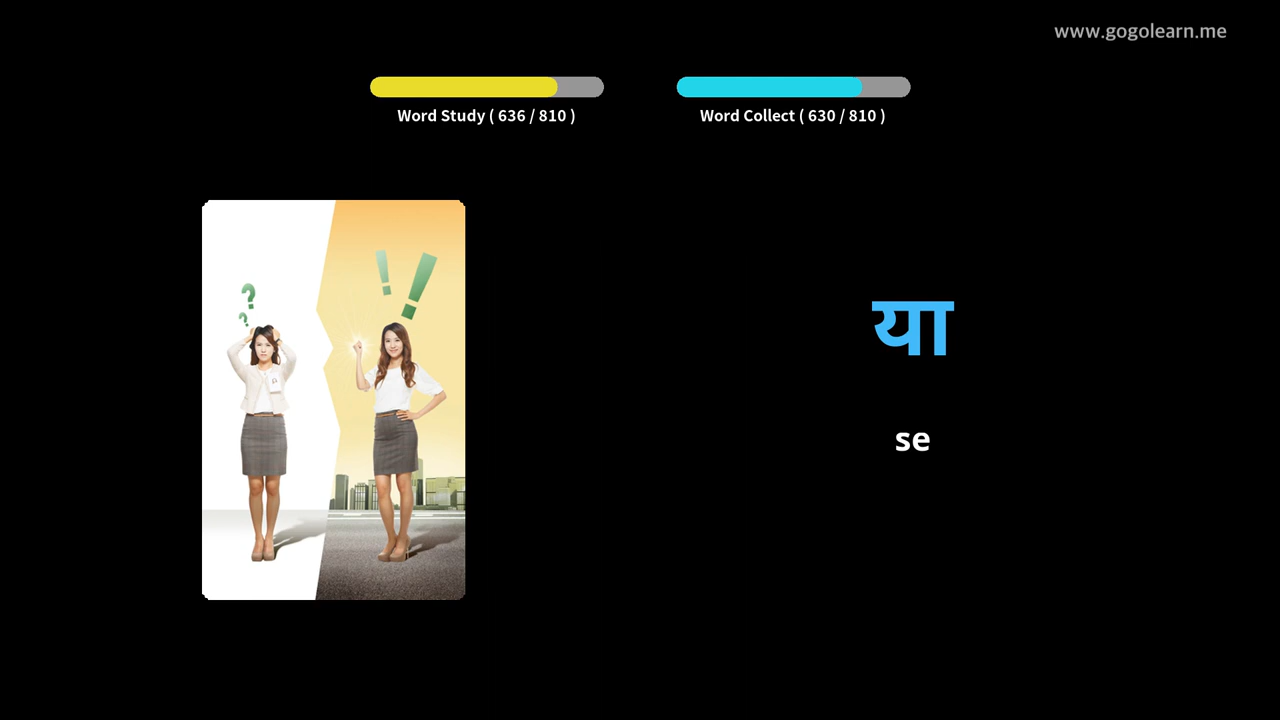 www.gogolearn.me
Word Study ( 636 / 810 )
Word Collect ( 630 / 810 )
? ?
! !
या
se